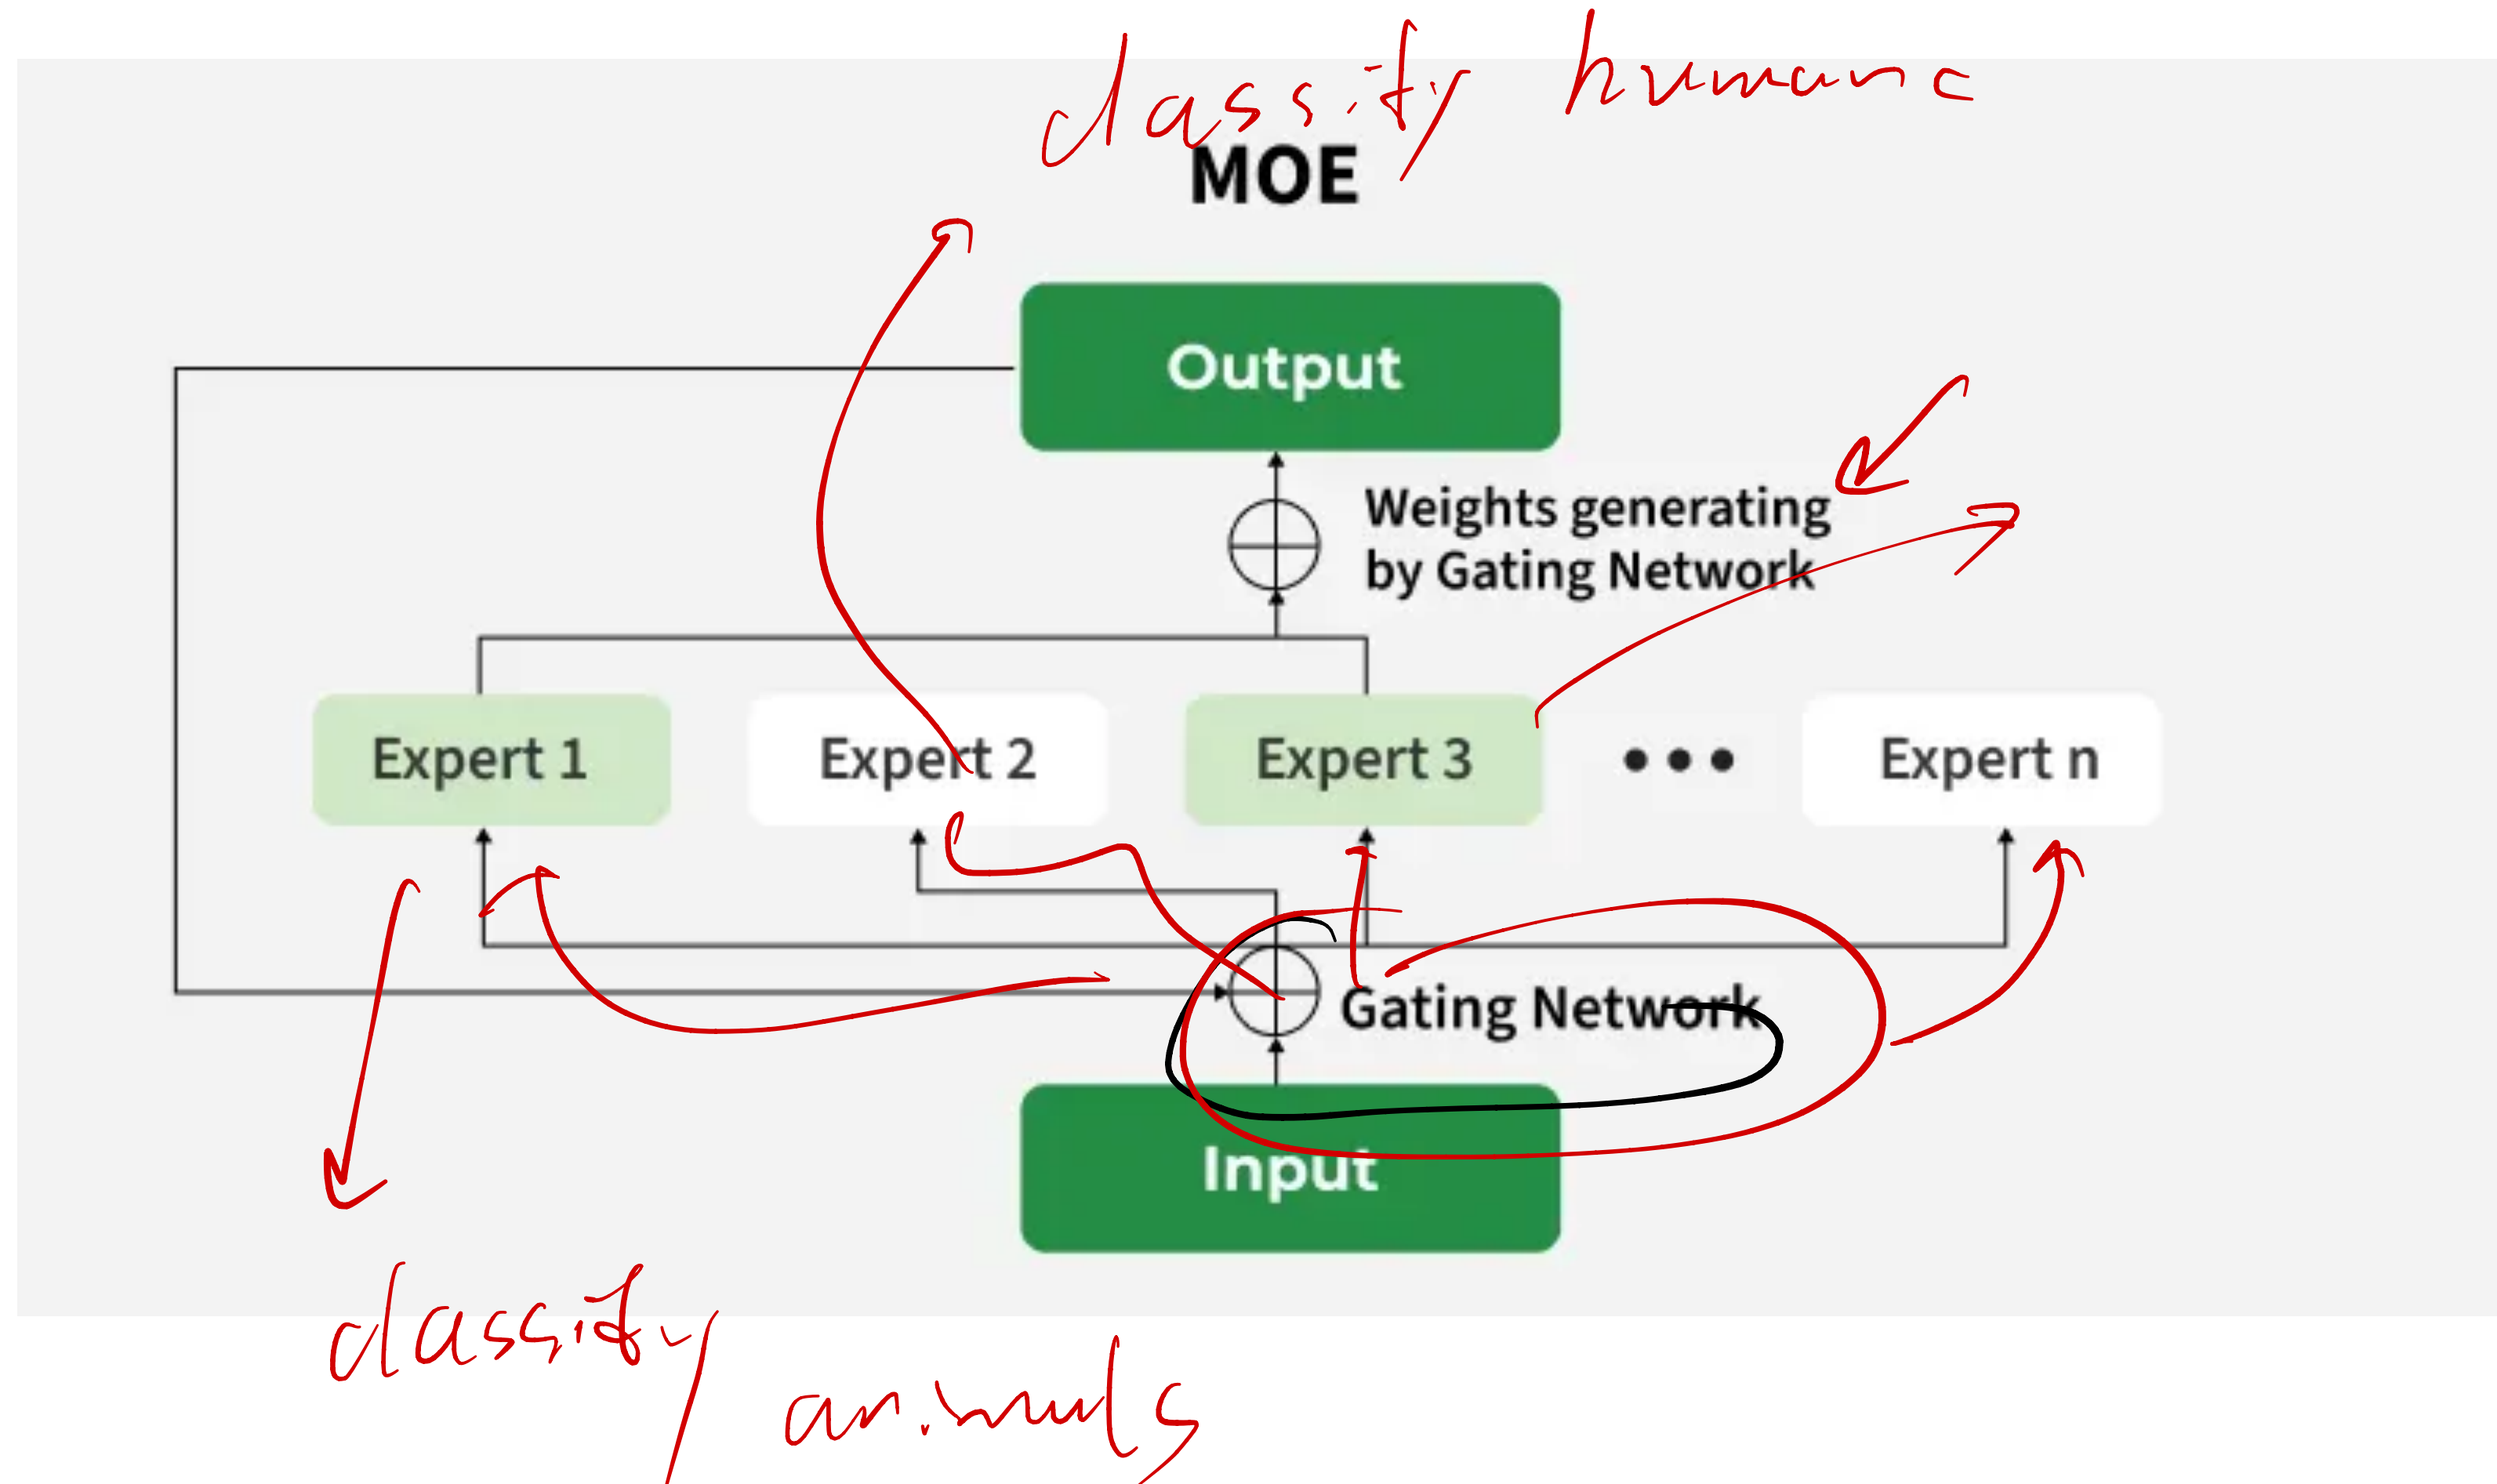 classify humans
MOE
Output
Weights generating
by Gating Network
Expert 1
Expert 2
Expert 3
•••
Expert n
Gating Network
Input
classify
animals